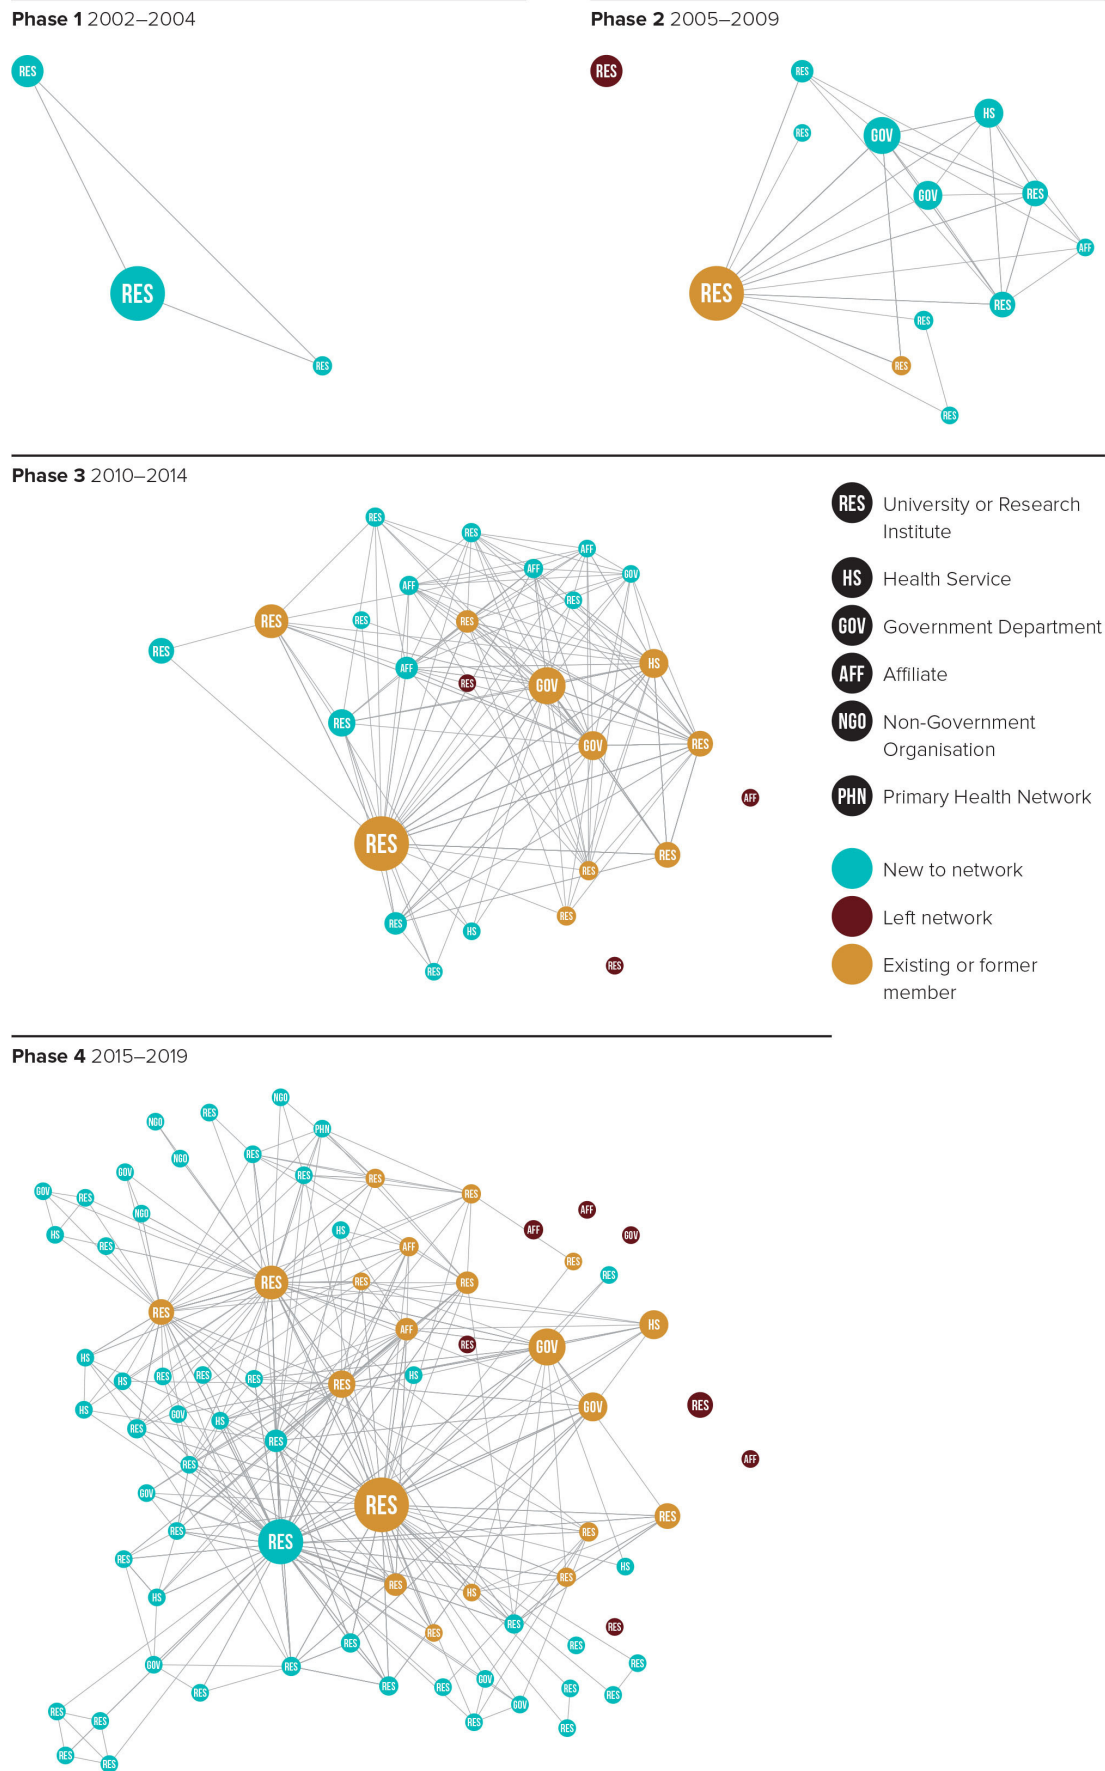 Phase 1 2002–2004
RES
RES
RES
Phase 2 2005–2009
RES
RES
HS
RES
GOV
GOV
RES
AFF
RES
RES
RES
RES
RES
Phase 3 2010–2014
RES
RES
AFF
AFF
GOV
AFF
RES
RES
RES
RES
RES
HS
AFF
RES
GOV
RES
GOV
RES
AFF
RES
RES
RES
RES
RES
HS
RES
RES
RES University or Research
Institute
HS Health Service
GOV Government Department
AFF Affiliate
NGO Non-Government
Organisation
PHN Primary Health Network
New to network
Left network
Existing or former
member
Phase 4 2015–2019
NGO
RES
NGO
PHN
RES
NGO
GOV
RES
RES
GOV
RES
RES
AFF
NGO
AFF
HS
HS
GOV
RES
AFF
RES
RES
RES
RES
RES
RES
HS
AFF
RES
GOV
HS
RES
RES
RES
HS
HS
RES
RES
GOV
RES
HS
GOV
HS
RES
RES
AFF
RES
GOV
RES
RES
RES
RES
RES
RES
HS
RES
RES
HS
HS
RES
RES
RES
RES
RES
GOV
RES
RES
GOV
RES
RES
RES
RES
RES
GOV
RES
RES
RES
RES
RES
RES